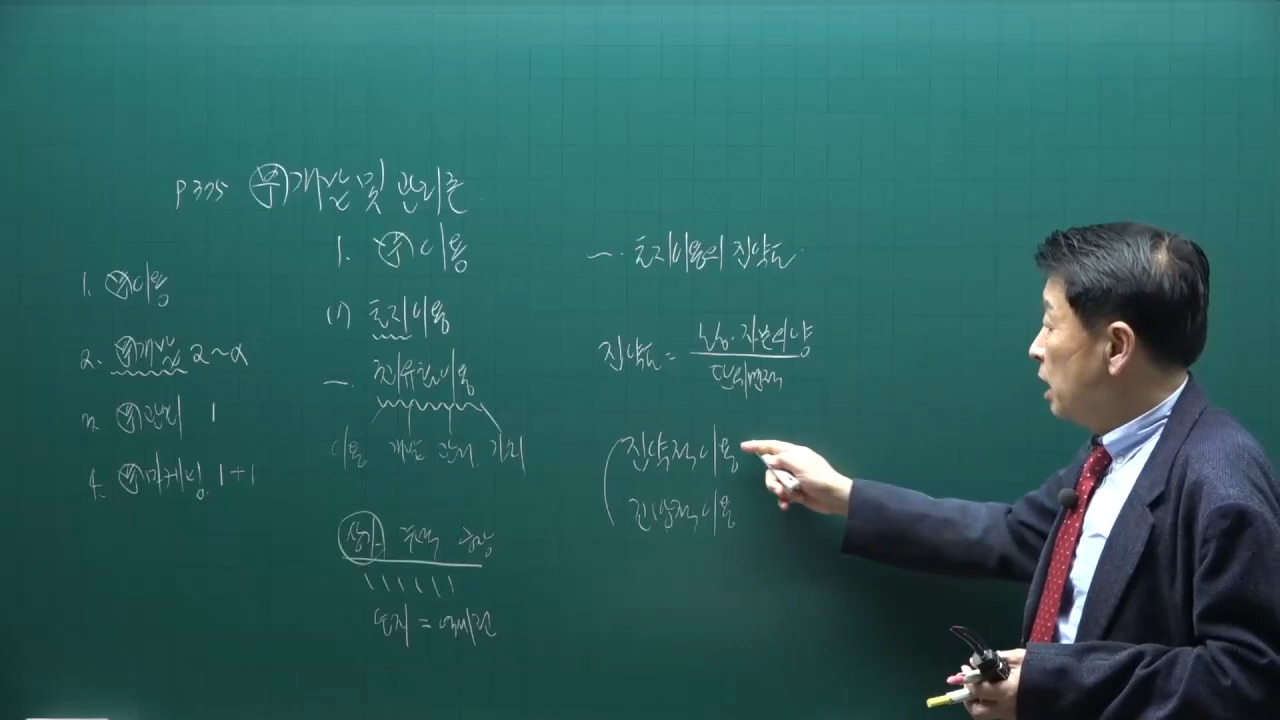 P 375 부 개발 및 관리론
1. 부 이용
1. 부 이용
2. 부 개발 2~α
3. 부 관리 1
4. 부 마케팅. 1+1
(1) 토지이용
一. 최유효이용
이용 개발 관리 가치
상가 주택 공장
토지 =
一. 토지이용의 집약도
집약도 = 노동·자본의 양
단위면적
집약적 이용
조방적 이용